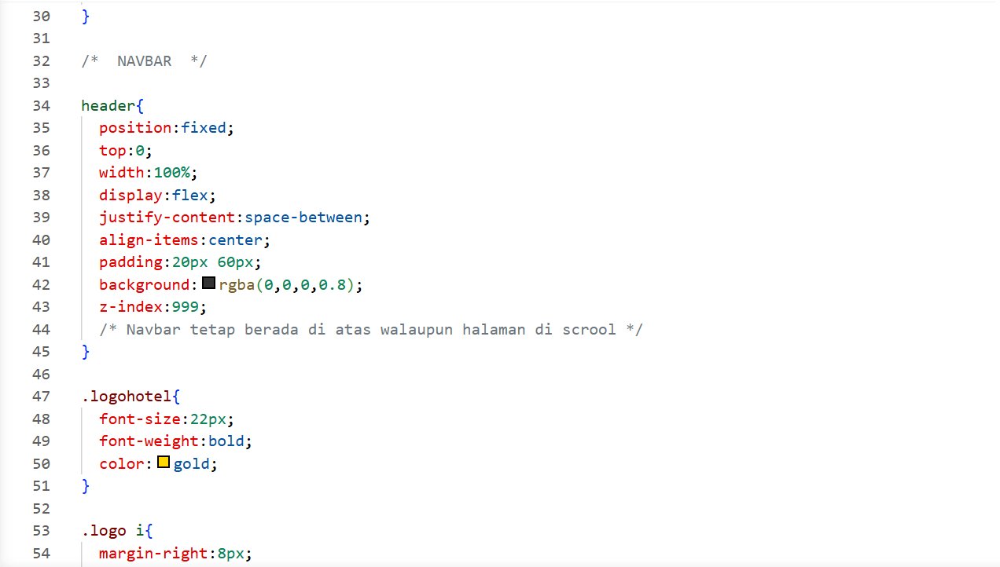 30 }
31
32 /*  NAVBAR  */
33
34 header{
35   position:fixed;
36   top:0;
37   width:100%;
38   display:flex;
39   justify-content:space-between;
40   align-items:center;
41   padding:20px 60px;
42   background:rgba(0,0,0,0.8);
43   z-index:999;
44   /* Navbar tetap berada di atas walaupun halaman di scrool */
45 }
46
47 .logohotel{
48   font-size:22px;
49   font-weight:bold;
50   color:gold;
51 }
52
53 .logo i{
54   margin-right:8px;